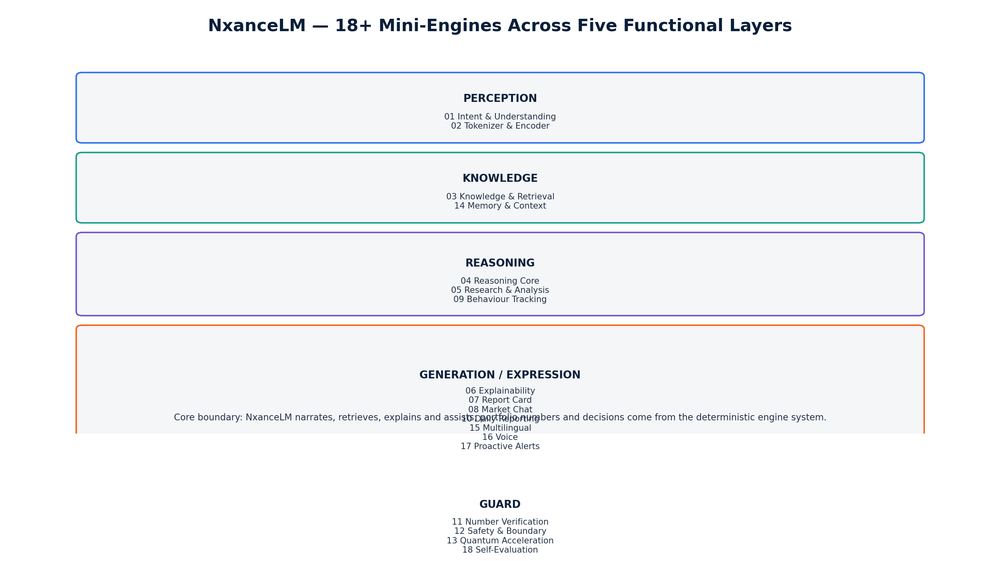 NxanceLM — 18+ Mini-Engines Across Five Functional Layers
PERCEPTION
01 Intent & Understanding
02 Tokenizer & Encoder
KNOWLEDGE
03 Knowledge & Retrieval
14 Memory & Context
REASONING
04 Reasoning Core
05 Research & Analysis
09 Behaviour Tracking
GENERATION / EXPRESSION
06 Explainability
07 Report Card
08 Market Chat
Core boundary: NxanceLM narrates, retrieves, explains and assists; portfolio numbers and decisions come from the deterministic engine system.
10 Daily Reporting
15 Multilingual
16 Voice
17 Proactive Alerts
GUARD
11 Number Verification
12 Safety & Boundary
13 Quantum Acceleration
18 Self-Evaluation